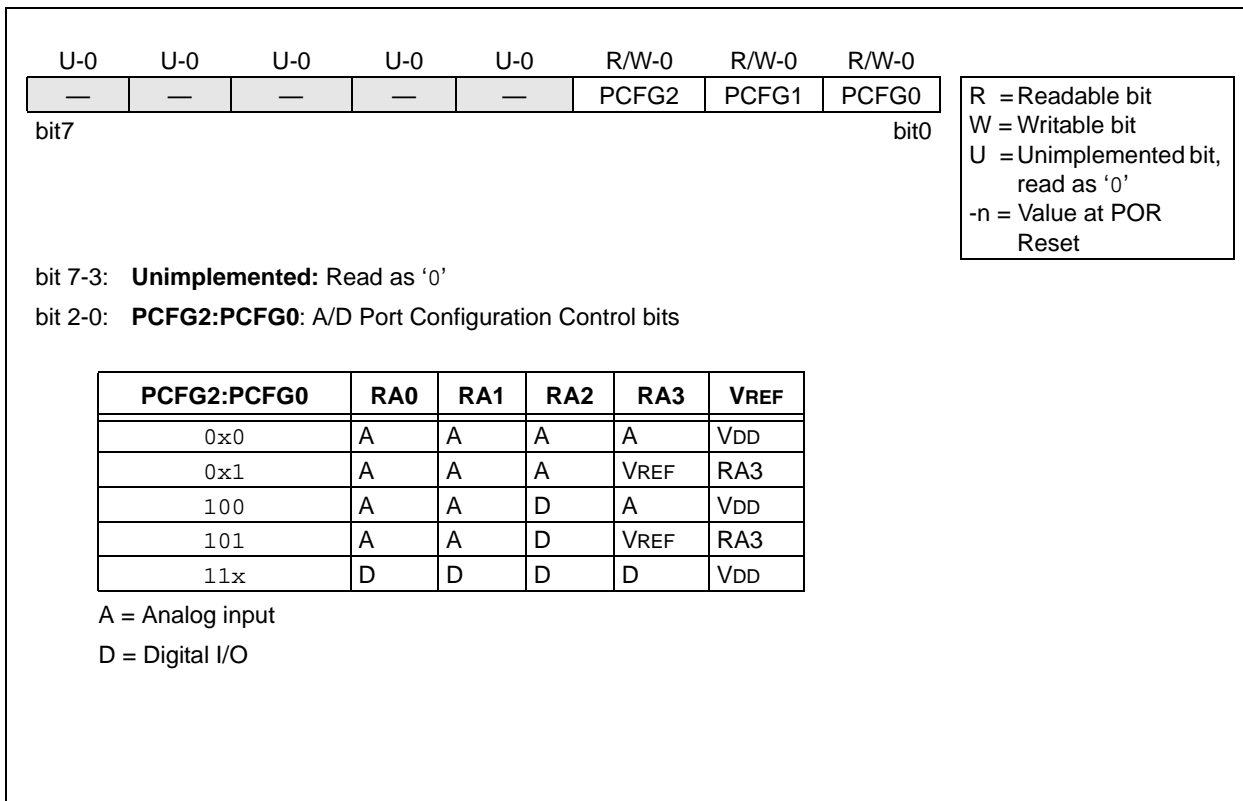 U-0 U-0 U-0 U-0 U-0 R/W-0 R/W-0 R/W-0
— — — — — PCFG2 PCFG1 PCFG0
bit7 bit0
R = Readable bit
W = Writable bit
U = Unimplemented bit,
read as ‘0’
-n = Value at POR
Reset
bit 7-3: Unimplemented: Read as ‘0’
bit 2-0: PCFG2:PCFG0: A/D Port Configuration Control bits
PCFG2:PCFG0 RA0 RA1 RA2 RA3 VREF
0x0 A A A A VDD
0x1 A A A VREF RA3
100 A A D A VDD
101 A A D VREF RA3
11x D D D D VDD
A = Analog input
D = Digital I/O